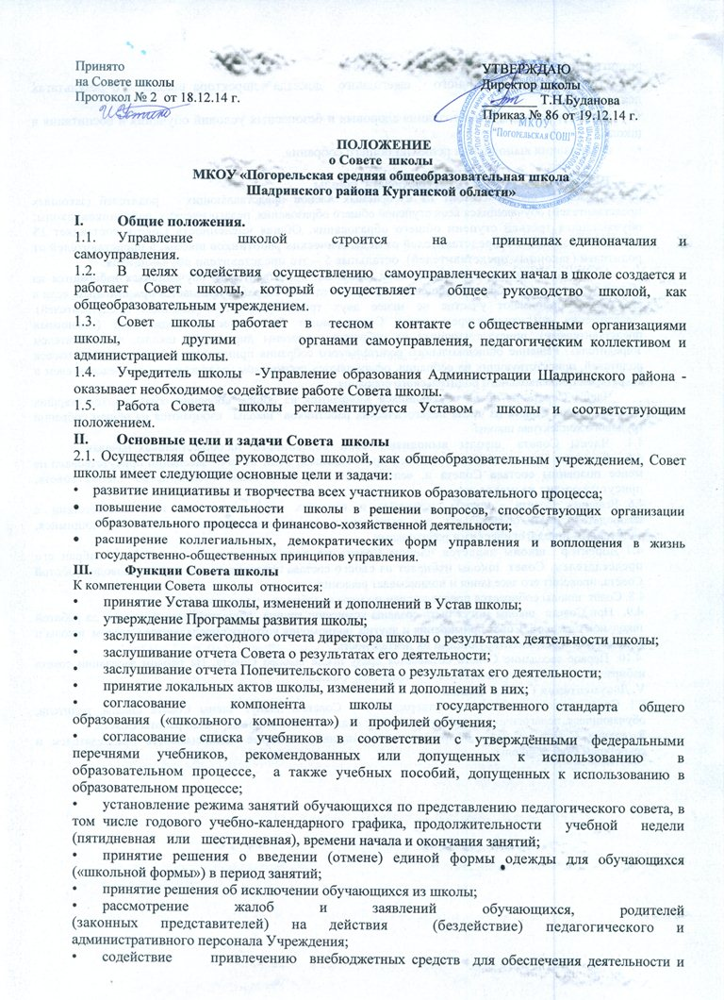 Принято
на Совете школы
Протокол № 2 от 18.12.14 г.
УТВЕРЖДАЮ
Директор школы
Т.Н.Буданова
Приказ № 86 от 19.12.14 г.
МКОУ
"Погорельская СОШ"
ПОЛОЖЕНИЕ
о Совете школы
МКОУ «Погорельская средняя общеобразовательная школа
Шадринского района Курганской области»
I. Общие положения.
1.1. Управление школой строится на принципах единоначалия и
самоуправления.
1.2. В целях содействия осуществлению самоуправленческих начал в школе создается и
работает Совет школы, который осуществляет общее руководство школой, как
общеобразовательным учреждением.
1.3. Совет школы работает в тесном контакте с общественными организациями
школы, другими органами самоуправления, педагогическим коллективом и
администрацией школы.
1.4. Учредитель школы -Управление образования Администрации Шадринского района -
оказывает необходимое содействие работе Совета школы.
1.5. Работа Совета школы регламентируется Уставом школы и соответствующим
положением.
II. Основные цели и задачи Совета школы
2.1. Осуществляя общее руководство школой, как общеобразовательным учреждением, Совет
школы имеет следующие основные цели и задачи:
• развитие инициативы и творчества всех участников образовательного процесса;
• повышение самостоятельности школы в решении вопросов, способствующих организации
образовательного процесса и финансово-хозяйственной деятельности;
• расширение коллегиальных, демократических форм управления и воплощения в жизнь
государственно-общественных принципов управления.
III. Функции Совета школы
К компетенции Совета школы относится:
• принятие Устава школы, изменений и дополнений в Устав школы;
• утверждение Программы развития школы;
• заслушивание ежегодного отчета директора школы о результатах деятельности школы;
• заслушивание отчета Совета о результатах его деятельности;
• заслушивание отчета Попечительского совета о результатах его деятельности;
• принятие локальных актов школы, изменений и дополнений в них;
• согласование компонента школы государственного стандарта общего
образования («школьного компонента») и профилей обучения;
• согласование списка учебников в соответствии с утверждёнными федеральными
перечнями учебников, рекомендованных или допущенных к использованию в
образовательном процессе, а также учебных пособий, допущенных к использованию в
образовательном процессе;
• установление режима занятий обучающихся по представлению педагогического совета, в
том числе годового учебно-календарного графика, продолжительности учебной недели
(пятидневная или шестидневная), времени начала и окончания занятий;
• принятие решения о введении (отмене) единой формы одежды для обучающихся
(«школьной формы») в период занятий;
• принятие решения об исключении обучающихся из школы;
• рассмотрение жалоб и заявлений обучающихся, родителей
(законных представителей) на действия (бездействие) педагогического и
административного персонала Учреждения;
• содействие привлечению внебюджетных средств для обеспечения деятельности и